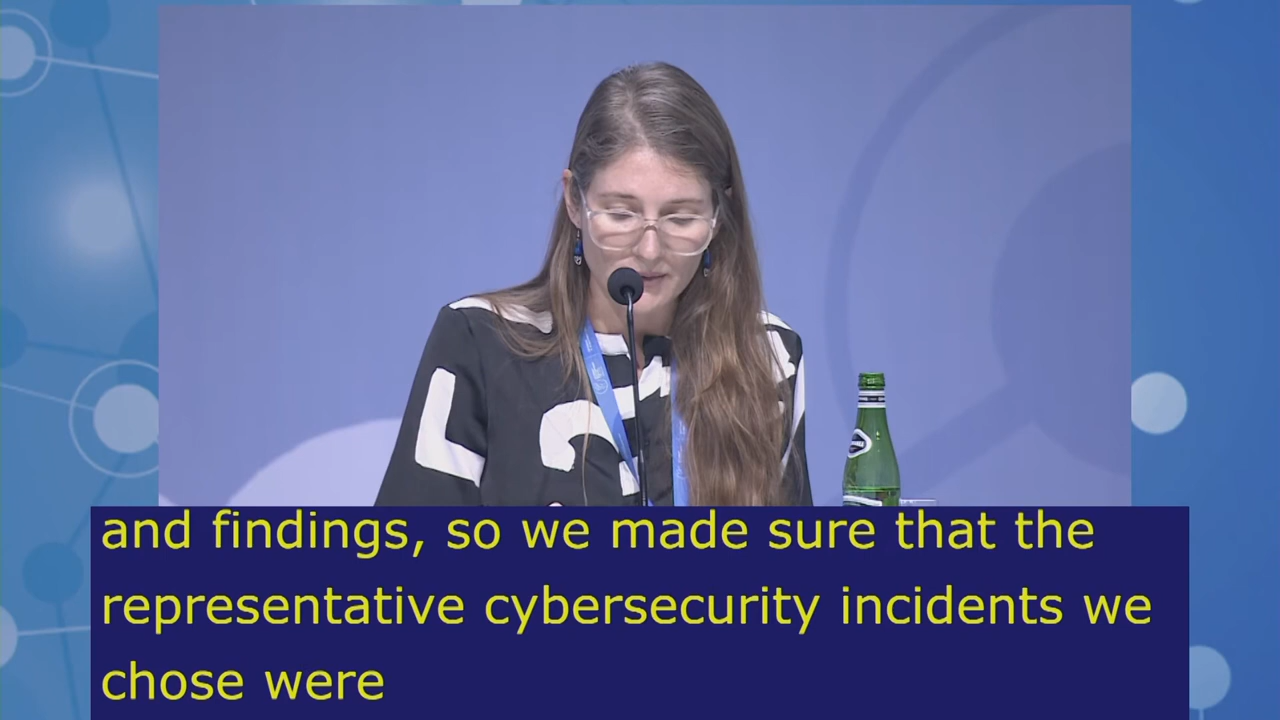 and findings, so we made sure that the
representative cybersecurity incidents we
chose were